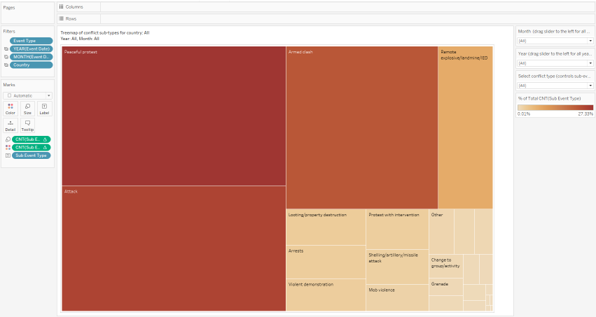 Pages
Columns
Rows
Filters
Event Type
YEAR(Event Date)
MONTH(Event D..
Country
Marks
Automatic
Color
Size
Label
Detail
Tooltip
CNT(Sub E..
CNT(Sub E..
Sub Event Type
Treemap of conflict sub-types for country: All
Year: All, Month: All
Peaceful protest
Armed clash
Remote
explosive/landmine/IED
Attack
Looting/property destruction
Protest with intervention
Other
Arrests
Shelling/artillery/missile
attack
Change to
group/activity
Violent demonstration
Mob violence
Grenade
Month (drag slider to the left for all ...
(All)
Year (drag slider to the left for all yea..
(All)
Select conflict type (controls sub-ev..
(All)
% of Total CNT(Sub Event Type)
27.33%